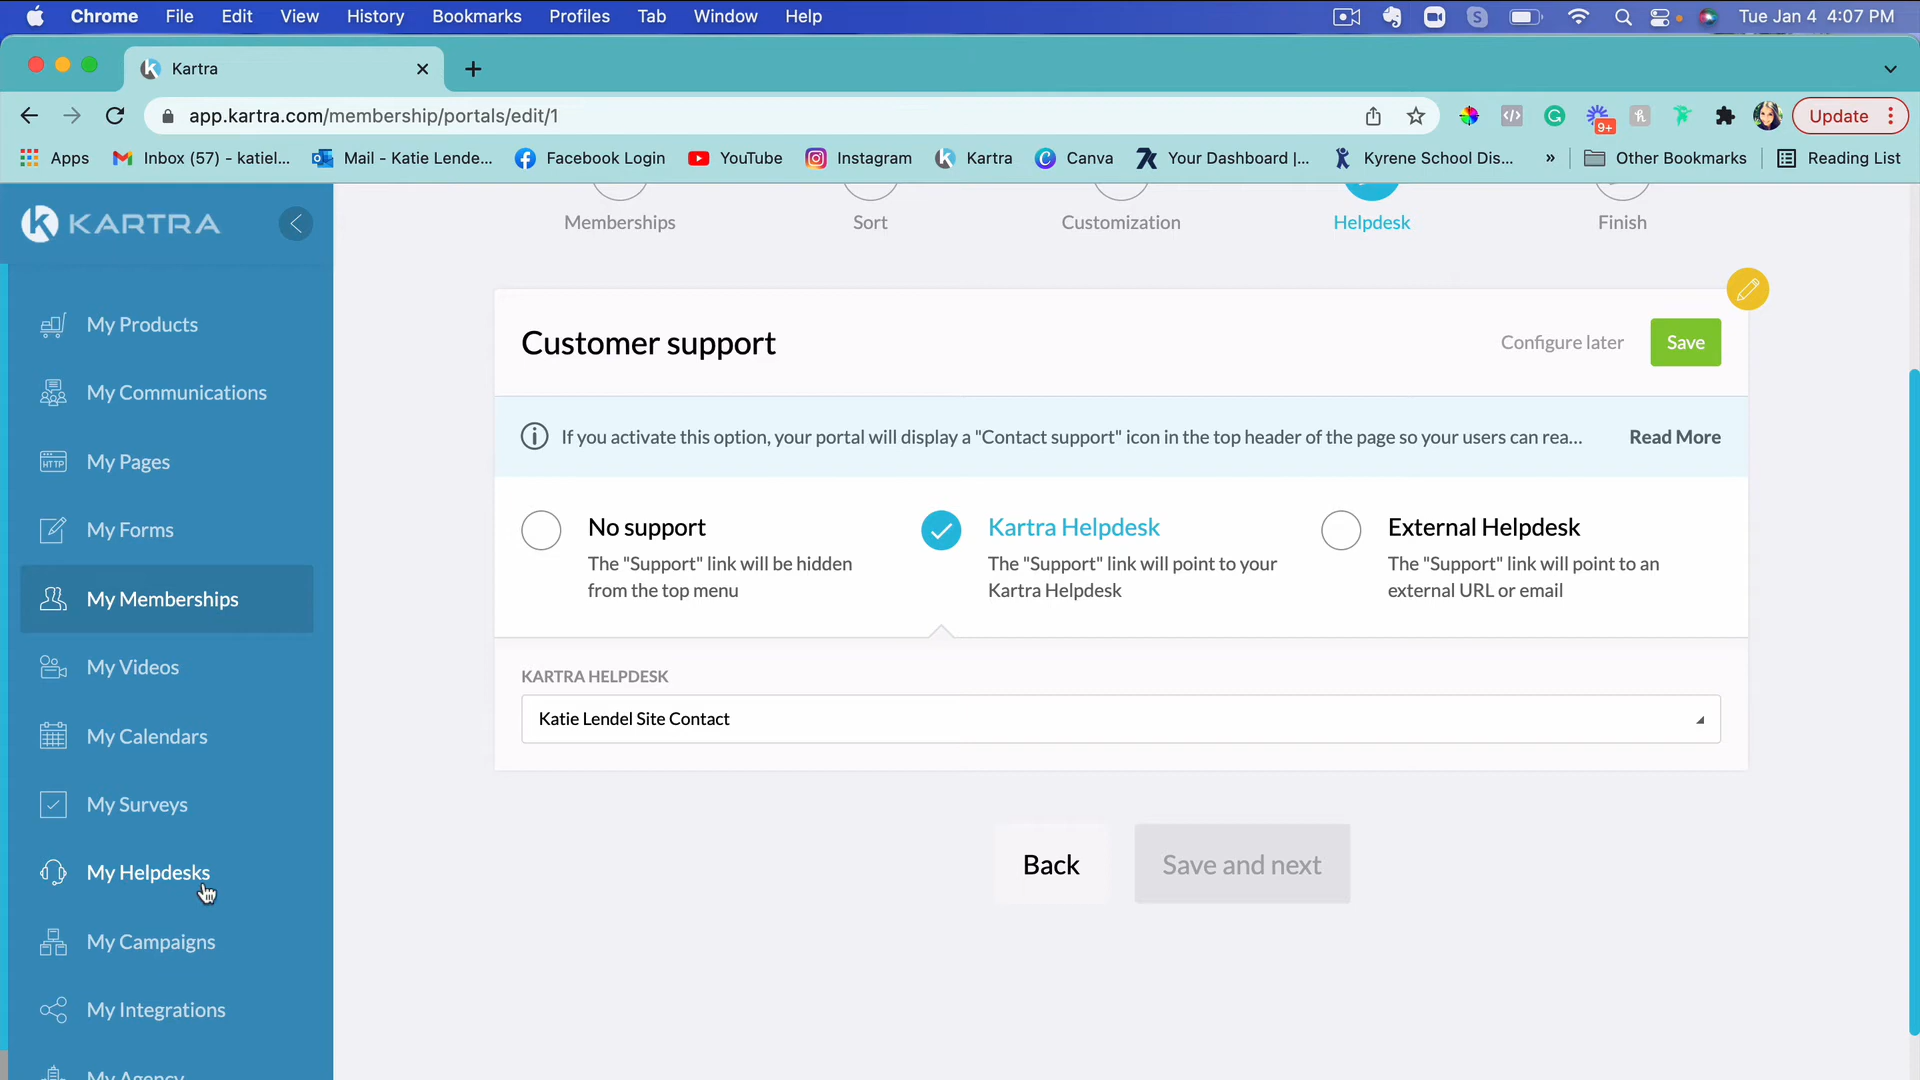 Chrome File Edit View History Bookmarks Profiles Tab Window Help Tue Jan 4 4:07 PM
Kartra
app.kartra.com/membership/portals/edit/1
9+
Update
Apps Inbox (57) - katiel... Mail - Katie Lende... Facebook Login YouTube Instagram Kartra Canva Your Dashboard |... Kyrene School Dis... » Other Bookmarks Reading List
KARTRA
Memberships Sort Customization Helpdesk Finish
My Products
My Communications
HTTP
My Pages
My Forms
My Memberships
My Videos
My Calendars
My Surveys
My Helpdesks
My Campaigns
My Integrations
My Agency
Customer support Configure later Save
If you activate this option, your portal will display a "Contact support" icon in the top header of the page so your users can rea... Read More
No support
The "Support" link will be hidden
from the top menu
Kartra Helpdesk
The "Support" link will point to your
Kartra Helpdesk
External Helpdesk
The "Support" link will point to an
external URL or email
KARTRA HELPDESK
Katie Lendel Site Contact
Back Save and next